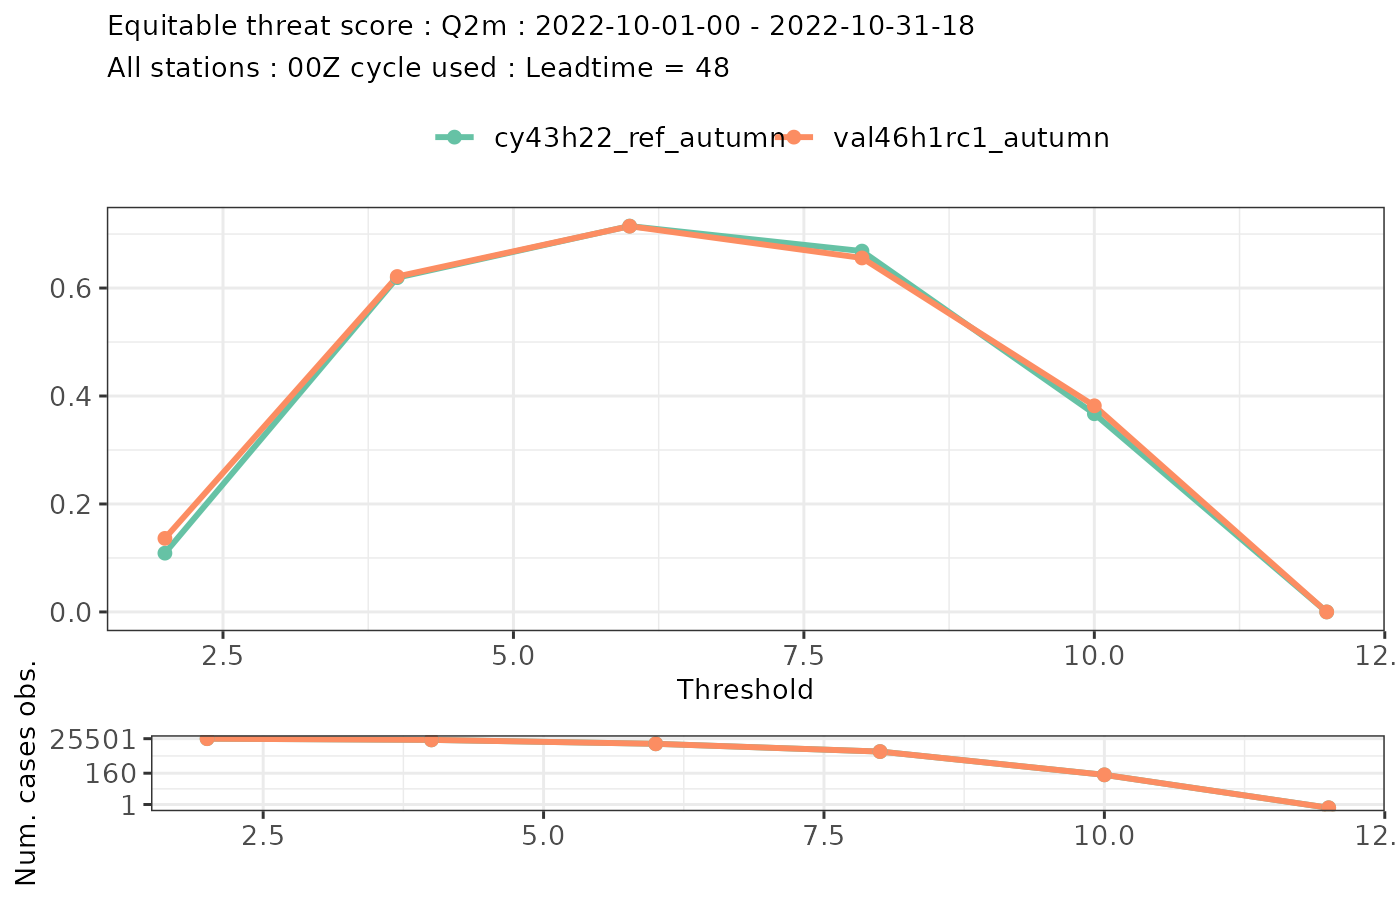 Equitable threat score : Q2m : 2022-10-01-00 - 2022-10-31-18
All stations : 00Z cycle used : Leadtime = 48
cy43h22_ref_autumn val46h1rc1_autumn
0.6
0.4
0.2
0.0
2.5 5.0 7.5 10.0 12.
Threshold
Num. cases obs.
25501
160
1
2.5 5.0 7.5 10.0 12.